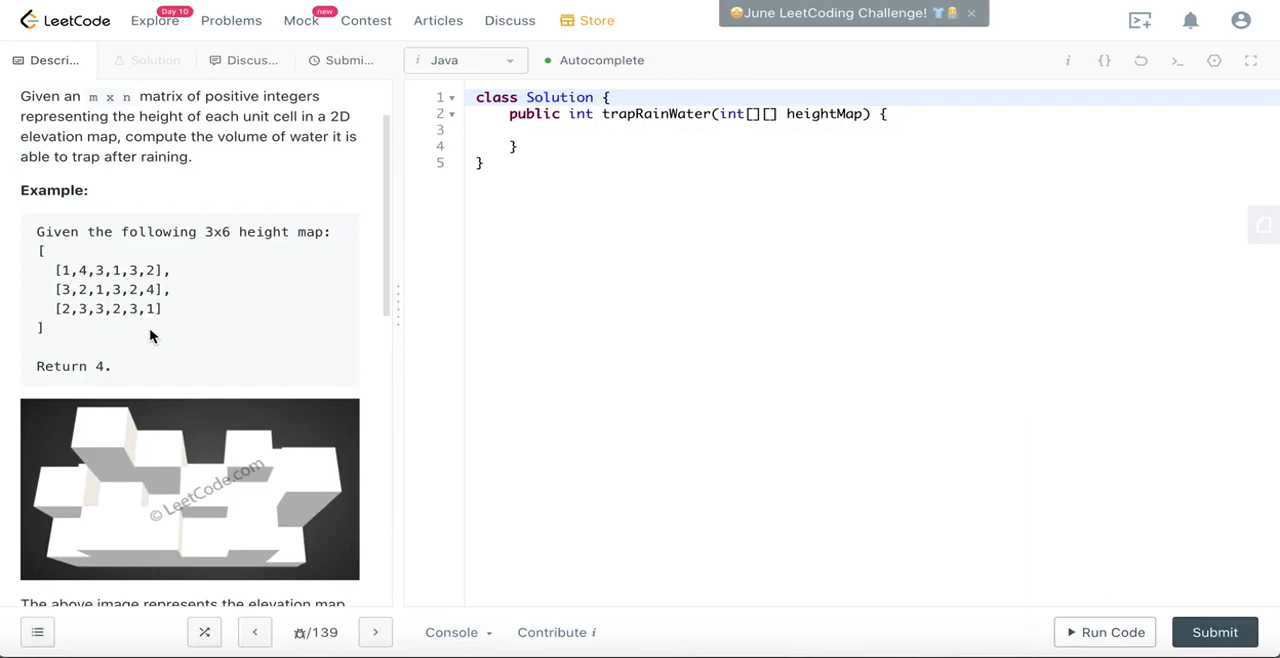 LeetCode
Explore
Day 10
Problems
Mock
new
Contest
Articles
Discuss
Store
June LeetCoding Challenge!
Descri...
Solution
Discus...
Submi...
i Java
Autocomplete
i
{}
Given an m x n matrix of positive integers
representing the height of each unit cell in a 2D
elevation map, compute the volume of water it is
able to trap after raining.
Example:
Given the following 3x6 height map:
[
[1,4,3,1,3,2],
[3,2,1,3,2,4],
[2,3,3,2,3,1]
]
Return 4.
© LeetCode.com
The above image represents the elevation map
1 class Solution {
2 public int trapRainWater(int[][] heightMap) {
3
4 }
5 }
/139
Console
Contribute i
Run Code
Submit